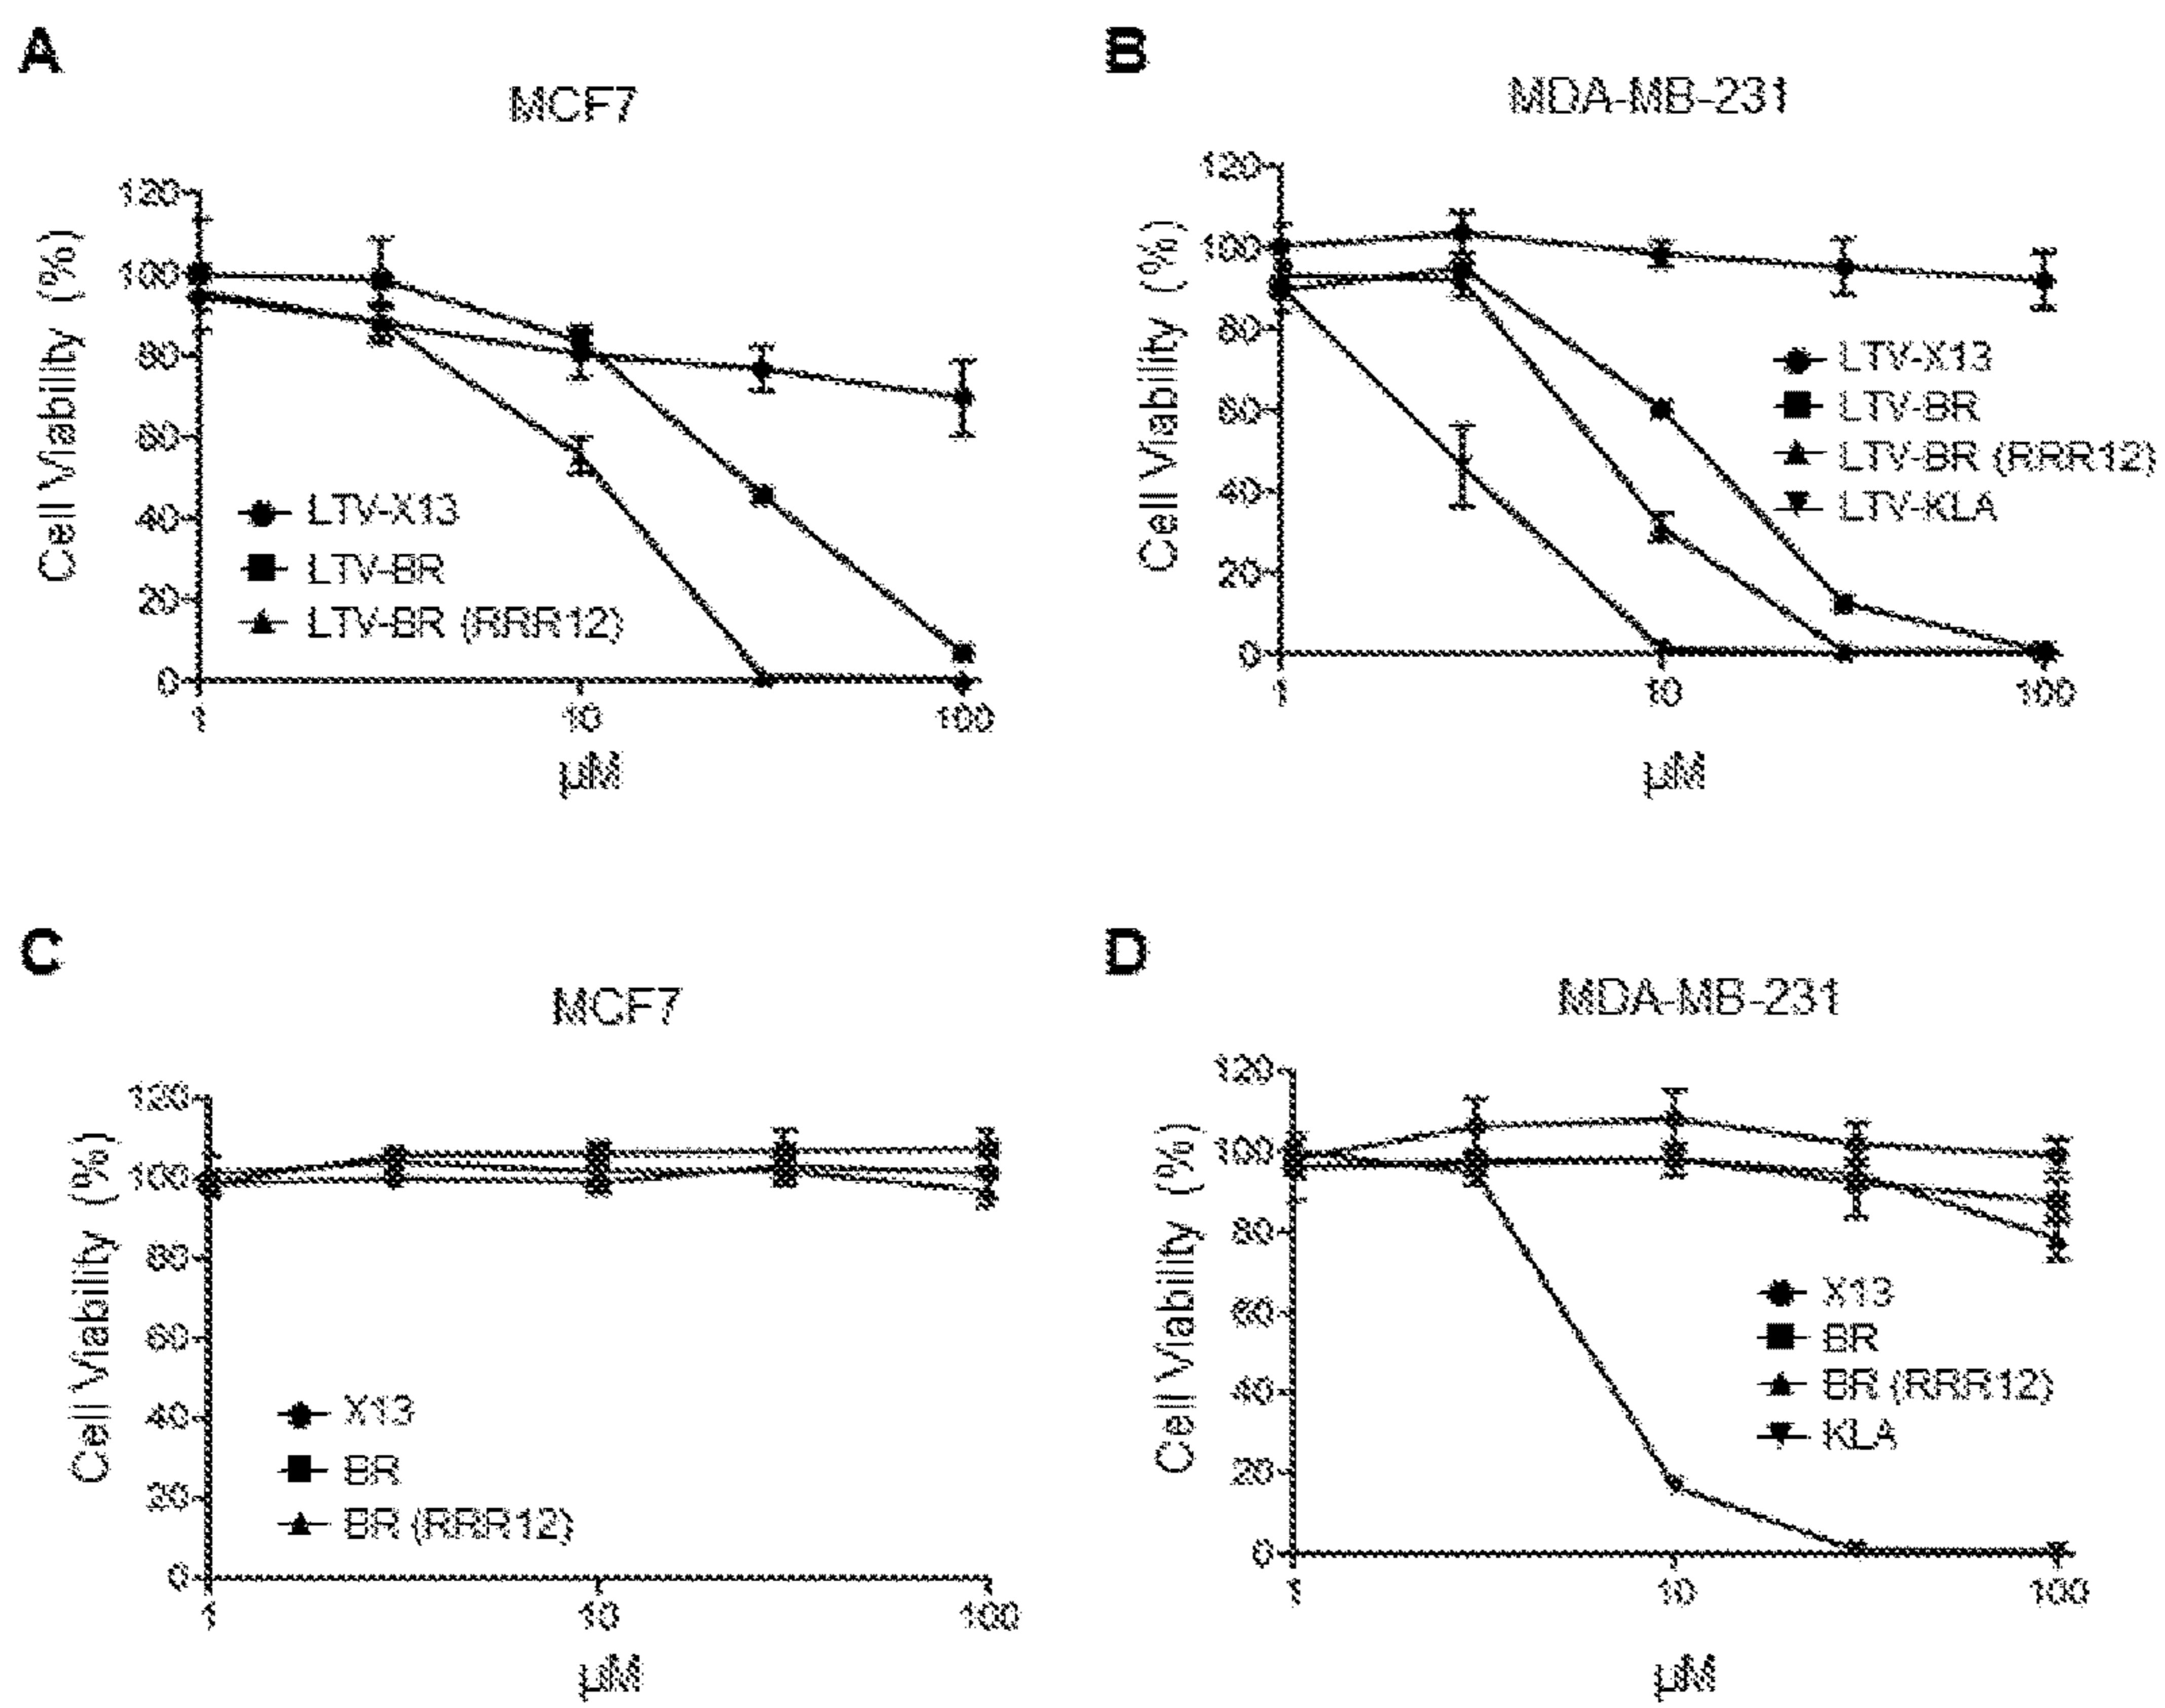 A
MCF7
Cell Viability (%)
120
100
80
60
40
20
0
1
10
100
µM
LTV-X13
LTV-BR
LTV-BR (RRR12)
B
MDA-MB-231
Cell Viability (%)
120
100
80
60
40
20
0
1
10
100
µM
LTV-X13
LTV-BR
LTV-BR (RRR12)
LTV-KLA
C
MCF7
Cell Viability (%)
120
100
80
60
40
20
0
1
10
100
µM
X13
BR
BR (RRR12)
D
MDA-MB-231
Cell Viability (%)
120
100
80
60
40
20
0
1
10
100
µM
X13
BR
BR (RRR12)
KLA